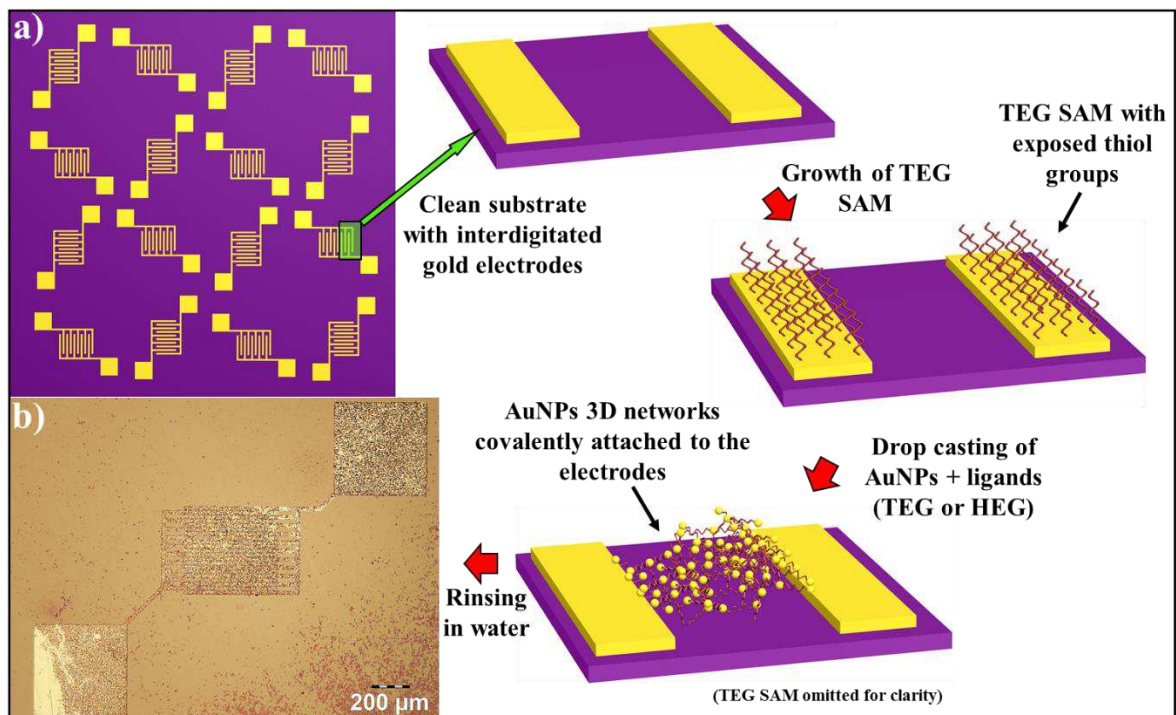 a)
Clean substrate
with interdigitated
gold electrodes
Growth of TEG
SAM
TEG SAM with
exposed thiol
groups
Drop casting of
AuNPs + ligands
(TEG or HEG)
AuNPs 3D networks
covalently attached to the
electrodes
(TEG SAM omitted for clarity)
Rinsing
in water
b)
200 µm